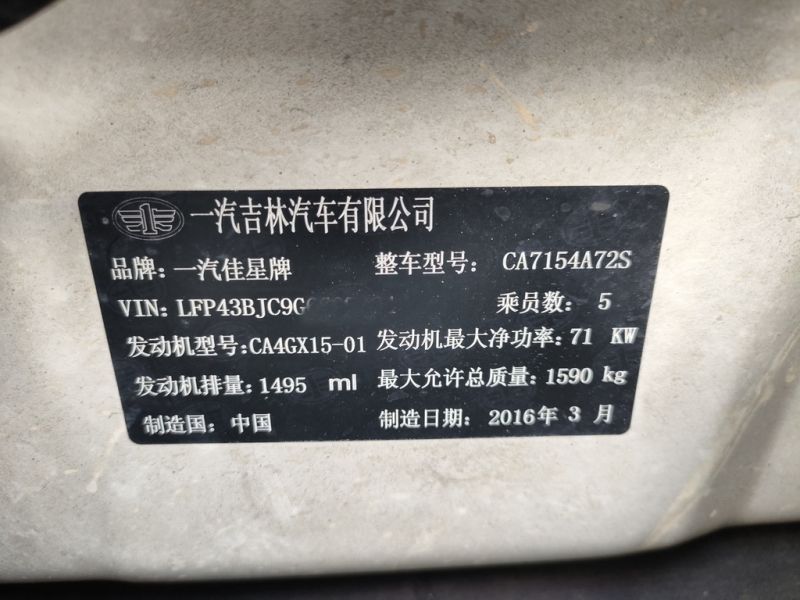 一汽吉林汽车有限公司
品牌: 一汽佳星牌 整车型号: CA7154A72S
VIN: LFP43BJC9G 乘员数: 5
发动机型号:CA4GX15-01 发动机最大净功率:71 KW
发动机排量:1495 ml 最大允许总质量:1590 kg
制造国: 中国 制造日期: 2016年 3 月